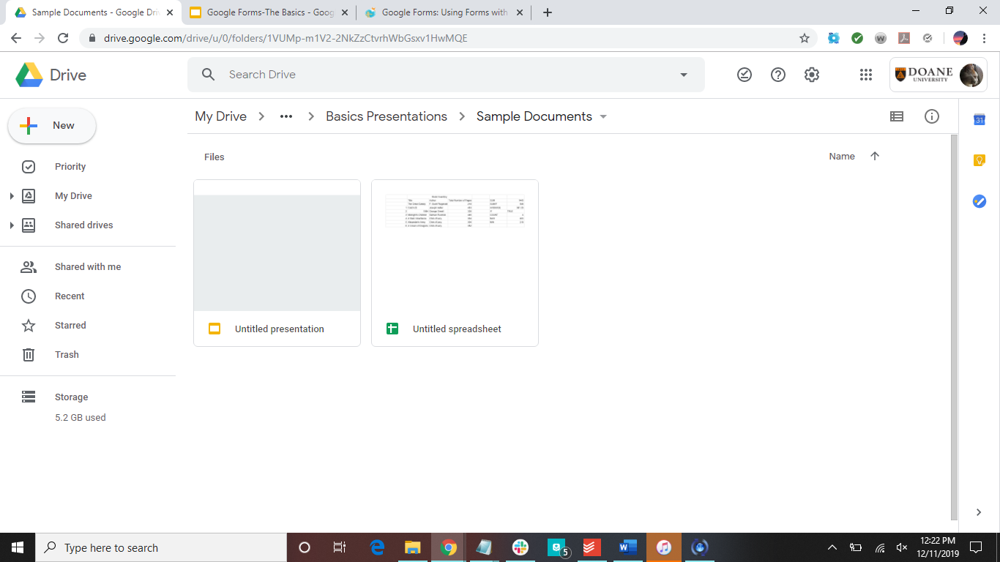 Sample Documents - Google Dri
Google Forms-The Basics - Goog
Google Forms: Using Forms with
drive.google.com/drive/u/0/folders/1VUMp-m1V2-2NkZzCtvrhWbGsxv1HwMQE
Drive
Search Drive
DOANE
UNIVERSITY
New
My Drive
Basics Presentations
Sample Documents
31
Priority
My Drive
Shared drives
Shared with me
Recent
Starred
Trash
Storage
5.2 GB used
Files
Name
Untitled presentation
Untitled spreadsheet
Type here to search
5
12:22 PM
12/11/2019